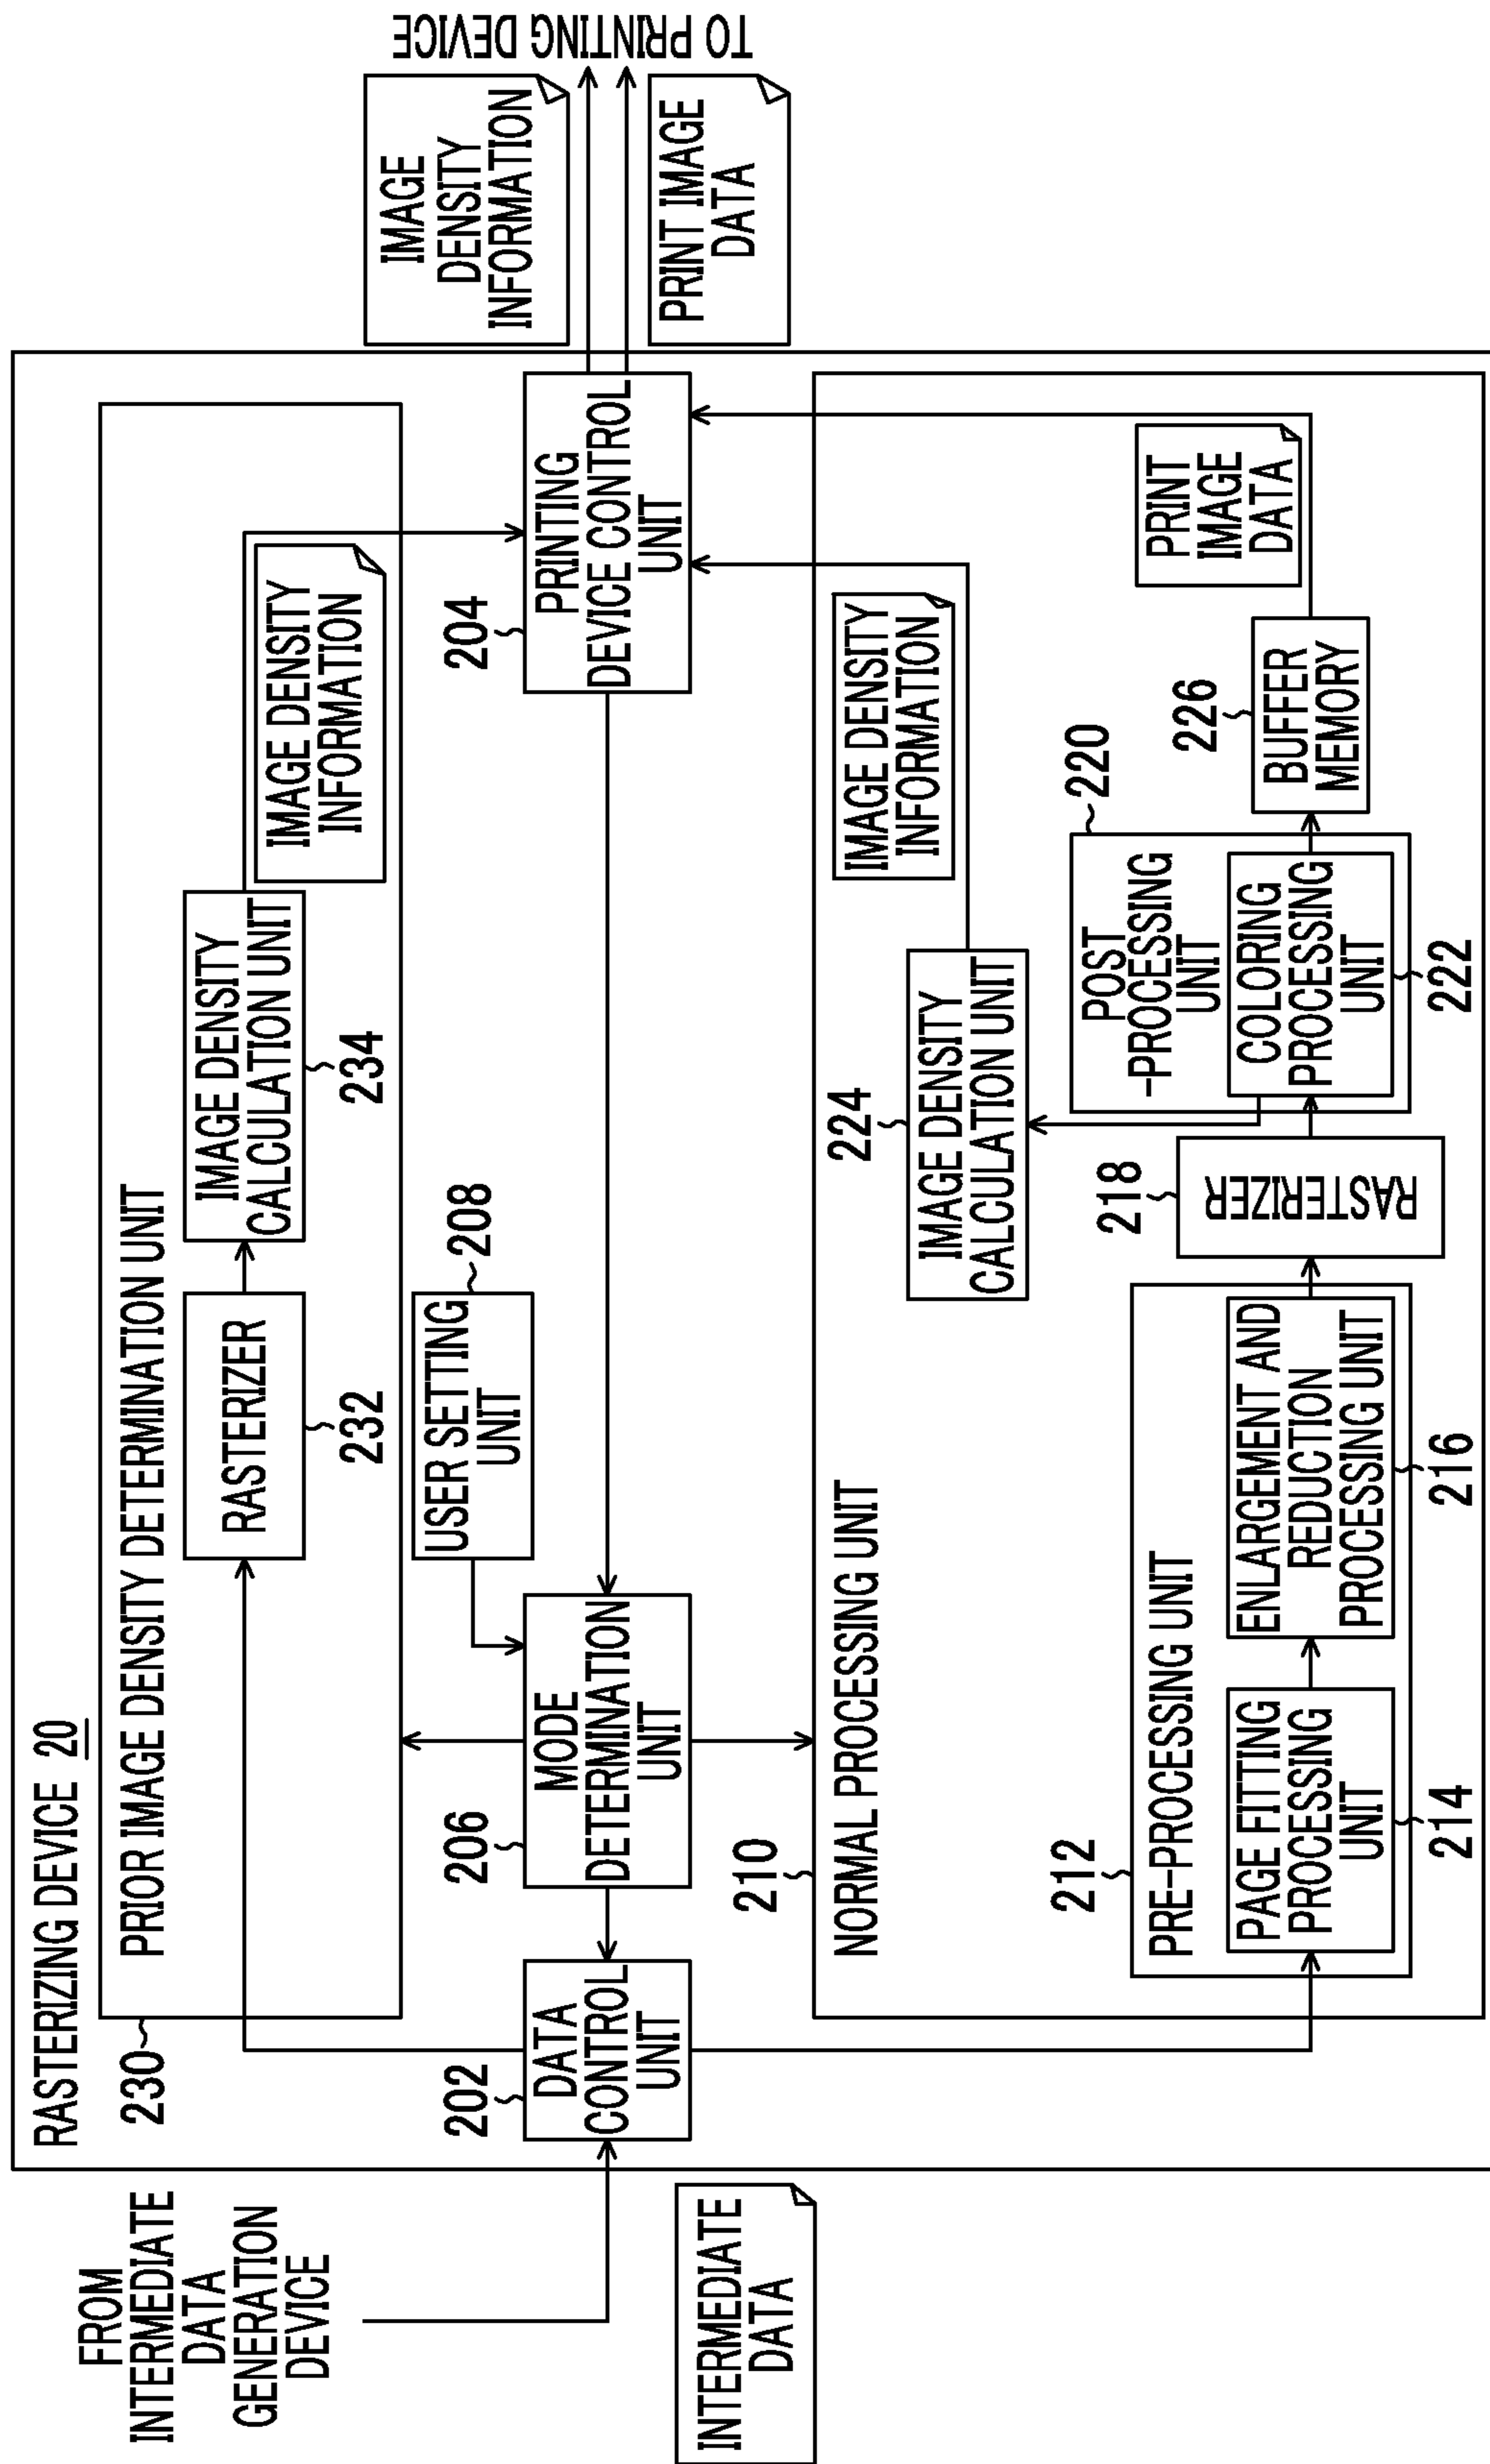 RASTERIZING DEVICE 20
FROM
INTERMEDIATE
DATA
GENERATION
DEVICE
INTERMEDIATE
DATA
230
PRIOR IMAGE DENSITY DETERMINATION UNIT
RASTERIZER
232
IMAGE DENSITY
CALCULATION UNIT
234
IMAGE DENSITY
INFORMATION
202
DATA
CONTROL
UNIT
206
MODE
DETERMINATION
UNIT
USER SETTING
UNIT
208
204
PRINTING
DEVICE CONTROL
UNIT
IMAGE
DENSITY
INFORMATION
TO PRINTING DEVICE
PRINT IMAGE
DATA
210
NORMAL PROCESSING UNIT
212
PRE-PROCESSING UNIT
PAGE FITTING
PROCESSING
UNIT
214
ENLARGEMENT AND
REDUCTION
PROCESSING UNIT
216
218
RASTERIZER
224
IMAGE DENSITY
CALCULATION UNIT
IMAGE DENSITY
INFORMATION
220
POST
-PROCESSING
UNIT
COLORING
PROCESSING
UNIT
222
226
BUFFER
MEMORY
PRINT
IMAGE
DATA